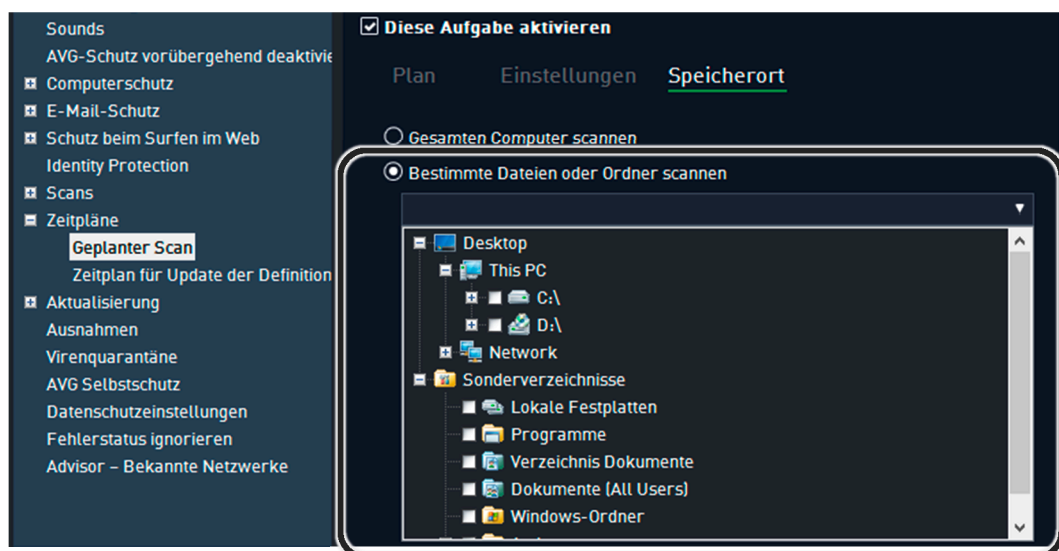 Sounds
AVG-Schutz vorübergehend deaktivie
Computerschutz
E-Mail-Schutz
Schutz beim Surfen im Web
Identity Protection
Scans
Zeitpläne
Geplanter Scan
Zeitplan für Update der Definition
Aktualisierung
Ausnahmen
Virenquarantäne
AVG Selbstschutz
Datenschutzeinstellungen
Fehlerstatus ignorieren
Advisor – Bekannte Netzwerke
Diese Aufgabe aktivieren
Plan Einstellungen Speicherort
Gesamten Computer scannen
Bestimmte Dateien oder Ordner scannen
Desktop
This PC
C:\
D:\
Network
Sonderverzeichnisse
Lokale Festplatten
Programme
Verzeichnis Dokumente
Dokumente (All Users)
Windows-Ordner